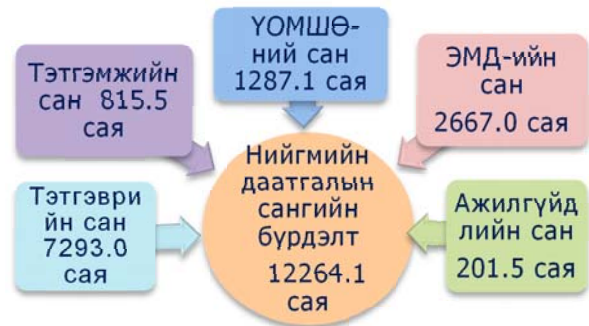 ҮОМШӨ-
ний сан
1287.1 сая
Тэтгэмжийн
сан 815.5
сая
ЭМД-ийн
сан
2667.0 сая
Тэтгэври
йн сан
7293.0
сая
Нийгмийн
даатгалын
сангийн
бүрдэлт
12264.1
сая
Ажилгүйд
лийн сан
201.5 сая